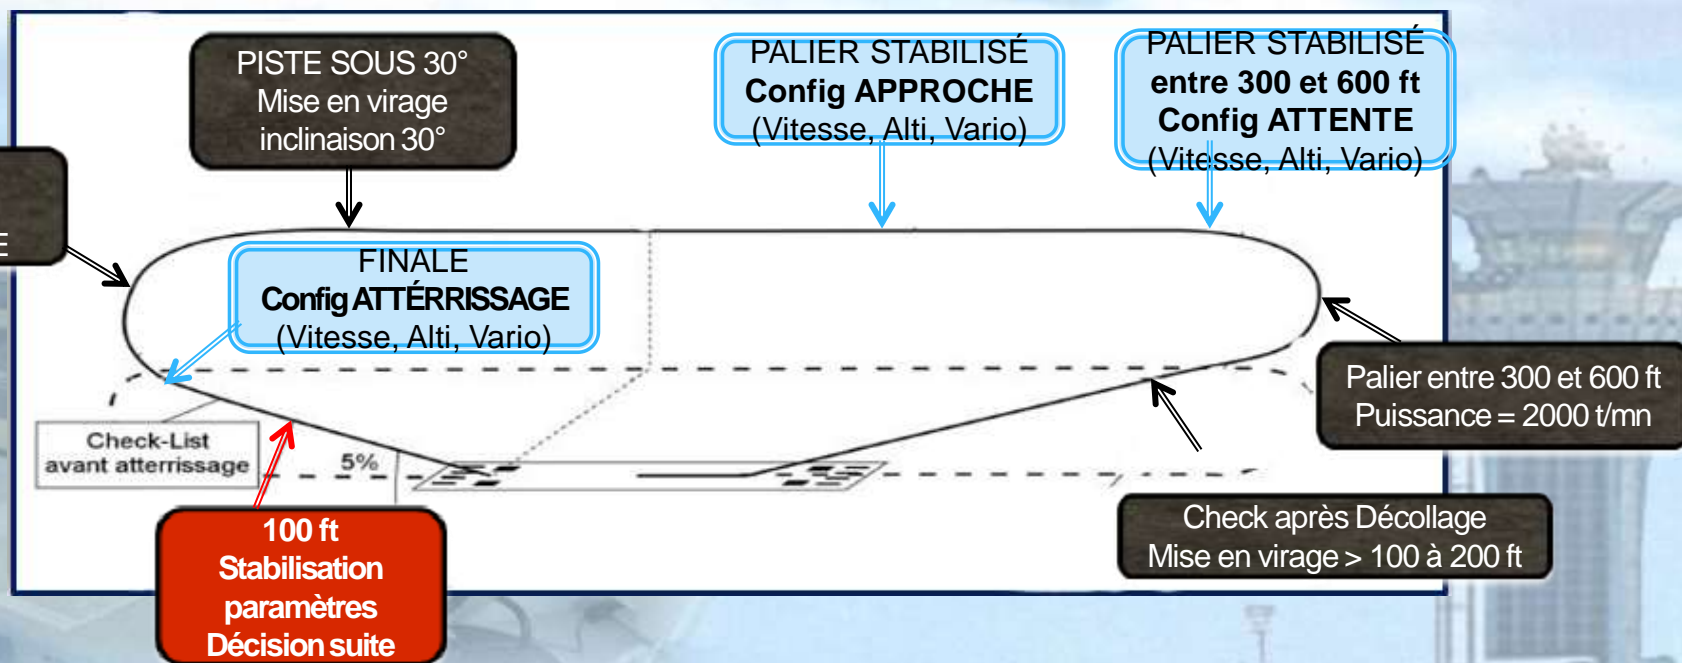 PISTE SOUS 30°
Mise en virage
inclinaison 30°
PALIER STABILISÉ
Config APPROCHE
(Vitesse, Alti, Vario)
PALIER STABILISÉ
entre 300 et 600 ft
Config ATTENTE
(Vitesse, Alti, Vario)
E
FINALE
Config ATTÉRRISSAGE
(Vitesse, Alti, Vario)
Palier entre 300 et 600 ft
Puissance = 2000 t/mn
Check-List
avant atterrissage
5%
100 ft
Stabilisation
paramètres
Décision suite
Check après Décollage
Mise en virage > 100 à 200 ft